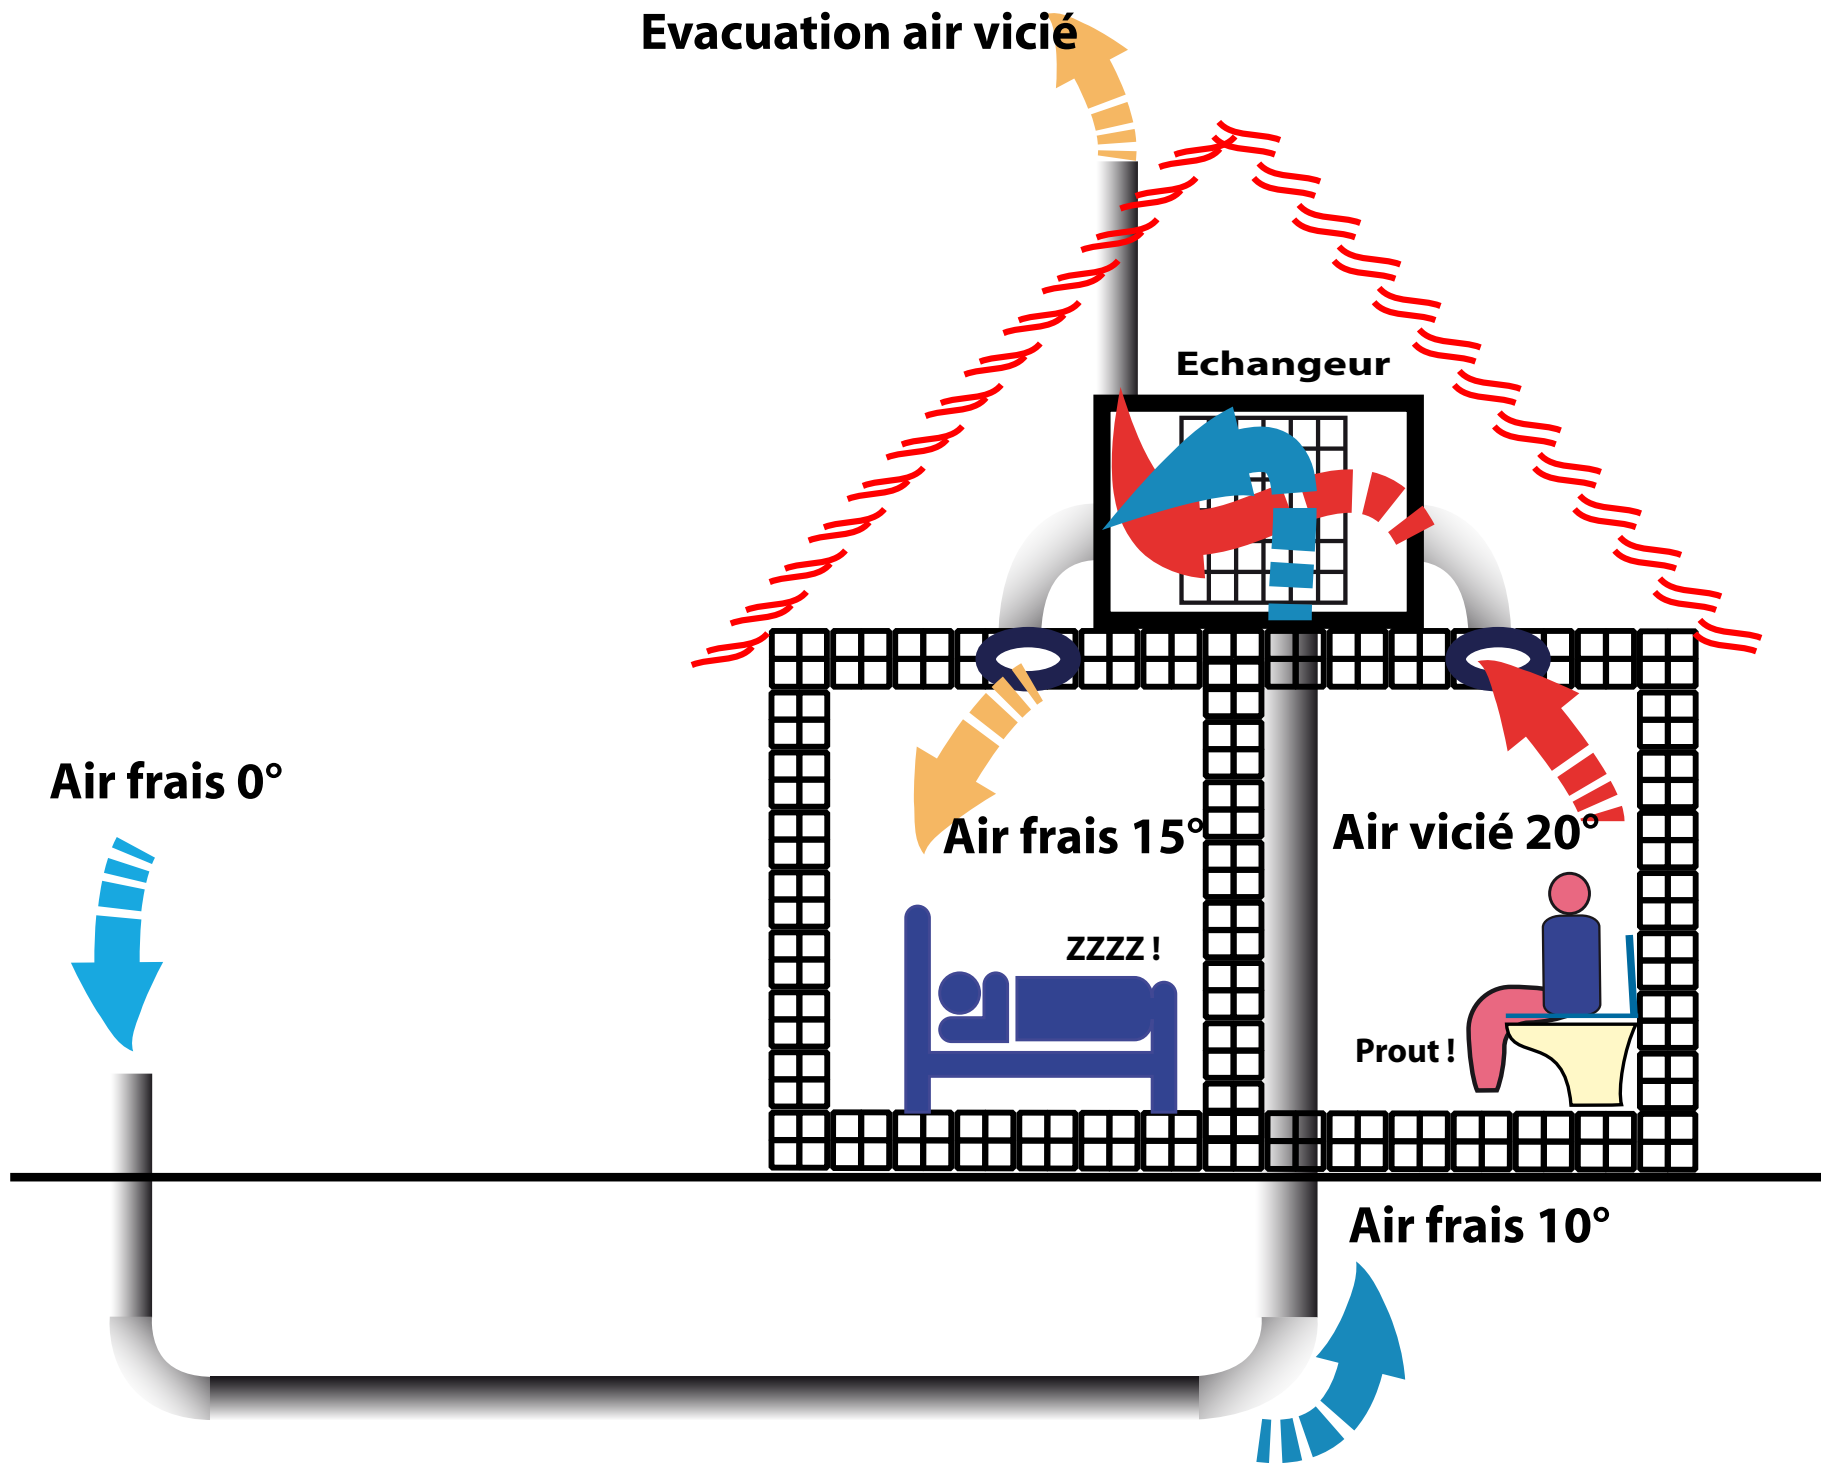 Evacuation air vicié
Echangeur
Air frais 0°
Air frais 15°
Air vicié 20°
ZZZZ !
Prout !
Air frais 10°